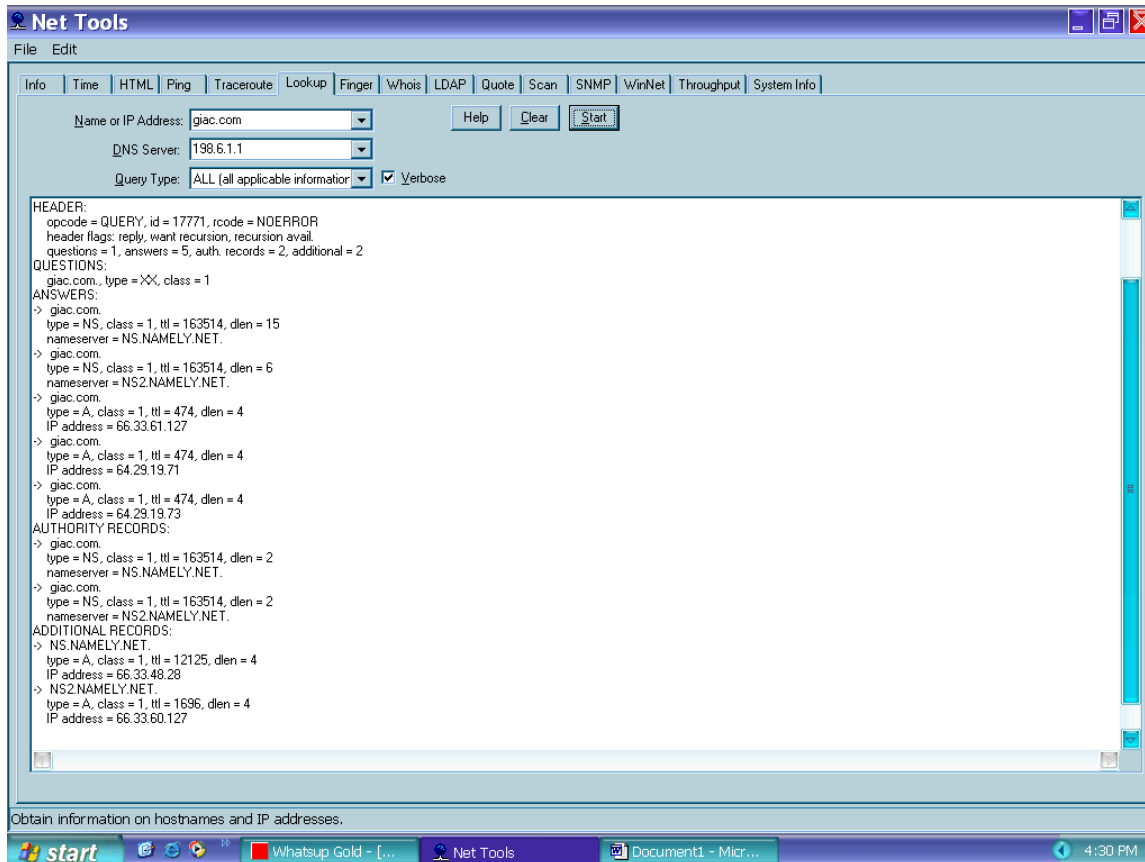 Net Tools
File Edit
Info Time HTML Ping Traceroute Lookup Finger Whois LDAP Quote Scan SNMP WinNet Throughput System Info
Name or IP Address: giac.com Help Clear Start
DNS Server: 198.6.1.1
Query Type: ALL (all applicable information Verbose
HEADER:
opcode = QUERY, id = 17771, rcode = NOERROR
header flags: reply, want recursion, recursion avail.
questions = 1, answers = 5, auth. records = 2, additional = 2
QUESTIONS:
giac.com., type = XX, class = 1
ANSWERS:
-> giac.com.
type = NS, class = 1, ttl = 163514, dlen = 15
nameserver = NS.NAMELY.NET.
-> giac.com.
type = NS, class = 1, ttl = 163514, dlen = 6
nameserver = NS2.NAMELY.NET.
-> giac.com.
type = A, class = 1, ttl = 474, dlen = 4
IP address = 66.33.61.127
-> giac.com.
type = A, class = 1, ttl = 474, dlen = 4
IP address = 64.29.19.71
-> giac.com.
type = A, class = 1, ttl = 474, dlen = 4
IP address = 64.29.19.73
AUTHORITY RECORDS:
-> giac.com.
type = NS, class = 1, ttl = 163514, dlen = 2
nameserver = NS.NAMELY.NET.
-> giac.com.
type = NS, class = 1, ttl = 163514, dlen = 2
nameserver = NS2.NAMELY.NET.
ADDITIONAL RECORDS:
-> NS.NAMELY.NET.
type = A, class = 1, ttl = 12125, dlen = 4
IP address = 66.33.48.28
-> NS2.NAMELY.NET.
type = A, class = 1, ttl = 1696, dlen = 4
IP address = 66.33.60.127
Obtain information on hostnames and IP addresses.
start Whatsup Gold - [... Net Tools Document1 - Micr... 4:30 PM